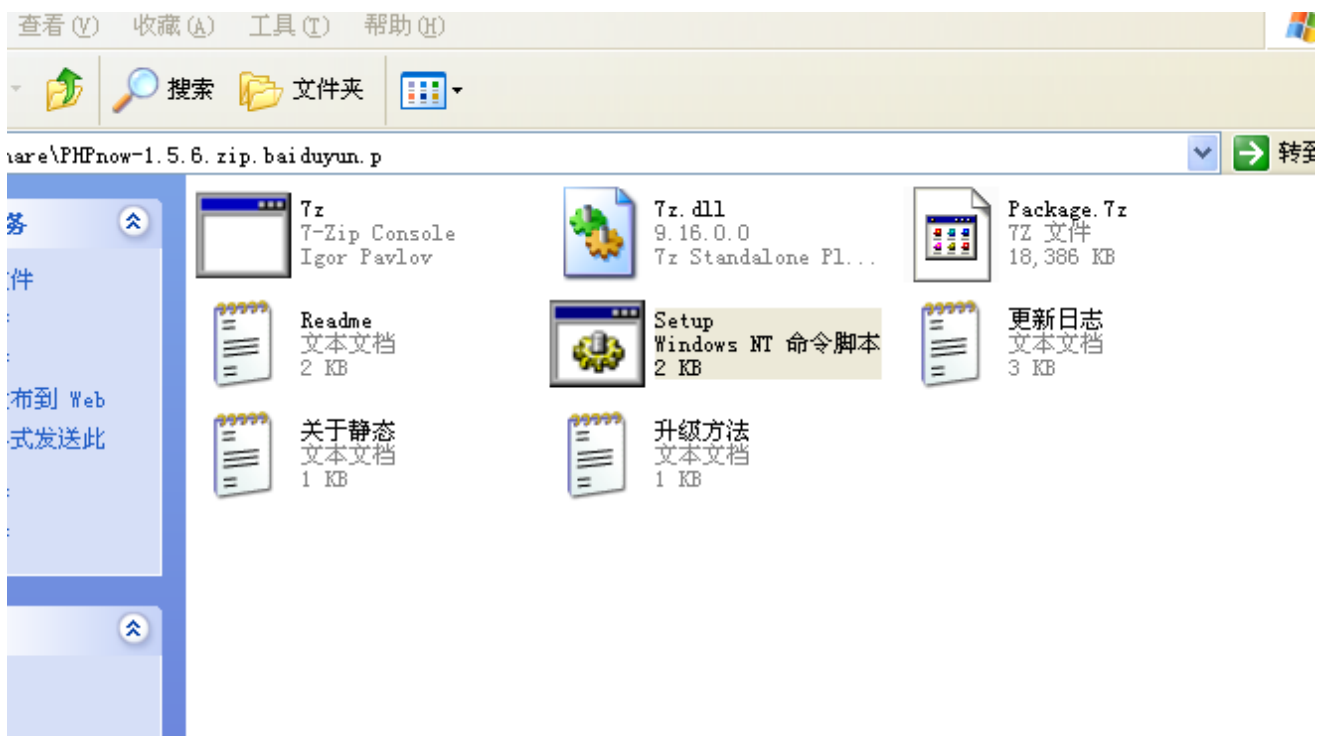 查看(V) 收藏(A) 工具(T) 帮助(H)
搜索 文件夹
hare\PHPnow-1.5.6.zip.baiduyun.p
转到
务
文件
布到 Web
式发送此
7z
7-Zip Console
Igor Pavlov
7z.dll
9.16.0.0
7z Standalone Pl...
Package.7z
7Z 文件
18,386 KB
Readme
文本文档
2 KB
Setup
Windows NT 命令脚本
2 KB
更新日志
文本文档
3 KB
关于静态
文本文档
1 KB
升级方法
文本文档
1 KB